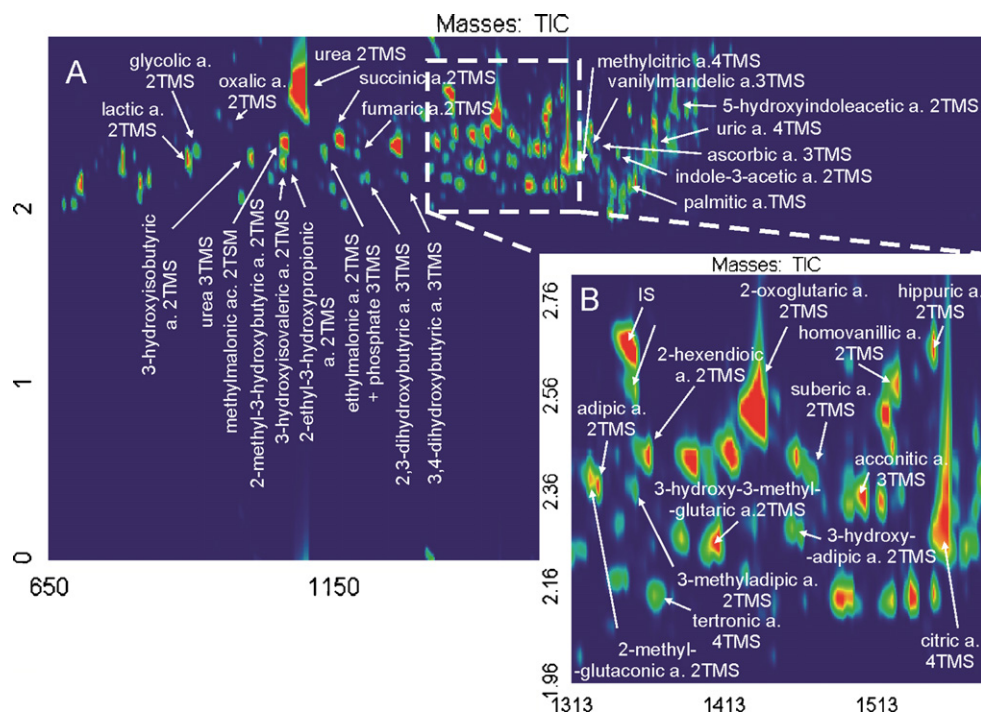 Masses: TIC
A
glycolic a.
2TMS
oxalic a.
2TMS
urea 2TMS
succinic a.2TMS
fumaric a.2TMS
lactic a.
2TMS
methylcitric a.4TMS
vanilylmandelic a.3TMS
5-hydroxyindoleacetic a. 2TMS
uric a. 4TMS
ascorbic a. 3TMS
indole-3-acetic a. 2TMS
palmitic a.TMS
3-hydroxyisobutyric
a. 2TMS
urea 3TMS
methylmalonic ac. 2TSM
2-methyl-3-hydroxybutyric a. 2TMS
3-hydroxisovaleric a. 2TMS
2-ethyl-3-hydroxypropionic
a. 2TMS
ethylmalonic a. 2TMS
+ phosphate 3TMS
2,3-dihydroxbutyric a. 3TMS
3,4-dihydroxbutyric a. 3TMS
2
1
0
650
1150
Masses: TIC
B
IS
2-oxoglutaric a.
2TMS
hippuric a.
2TMS
homovanillic a.
2TMS
2-hexendioic
a. 2TMS
suberic a.
2TMS
adipic a.
2TMS
acconitic a.
3TMS
3-hydroxy-3-methyl-
-glutaric a.2TMS
3-hydroxy-
-adipic a. 2TMS
3-methyladipic a.
2TMS
tertronic a.
4TMS
2-methyl-
-glutaconic a. 2TMS
citric a.
4TMS
2.76
2.56
2.36
2.16
1.96
1313
1413
1513